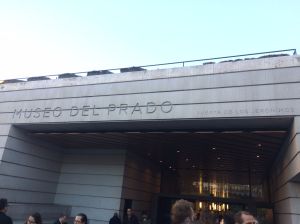 MUSEO DEL PRADO
PUERTA DE LOS JERÓNIMOS